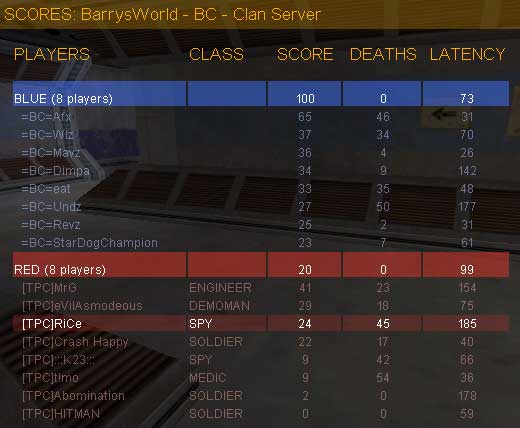 SCORES: BarrysWorld - BC - Clan Server
PLAYERS CLASS SCORE DEATHS LATENCY
BLUE (8 players) 100 0 73
=BC=Afx 65 46 31
=BC=Wiz 37 34 70
=BC=Mavz 36 4 26
=BC=Dimpa 34 9 142
=BC=eat 33 35 48
=BC=Undz 27 50 177
=BC=Revz 25 2 31
=BC=StarDogChampion 23 7 61
RED (8 players) 20 0 99
[TPC]MrG ENGINEER 41 23 154
[TPC]eVilAsmodeous DEMOMAN 29 18 75
[TPC]RiCe SPY 24 45 185
[TPC]Crash Happy SOLDIER 22 17 40
[TPC]:::K23::: SPY 9 42 66
[TPC]tImo MEDIC 9 54 36
[TPC]Abomination SOLDIER 2 0 178
[TPC]HITMAN SOLDIER 0 0 59